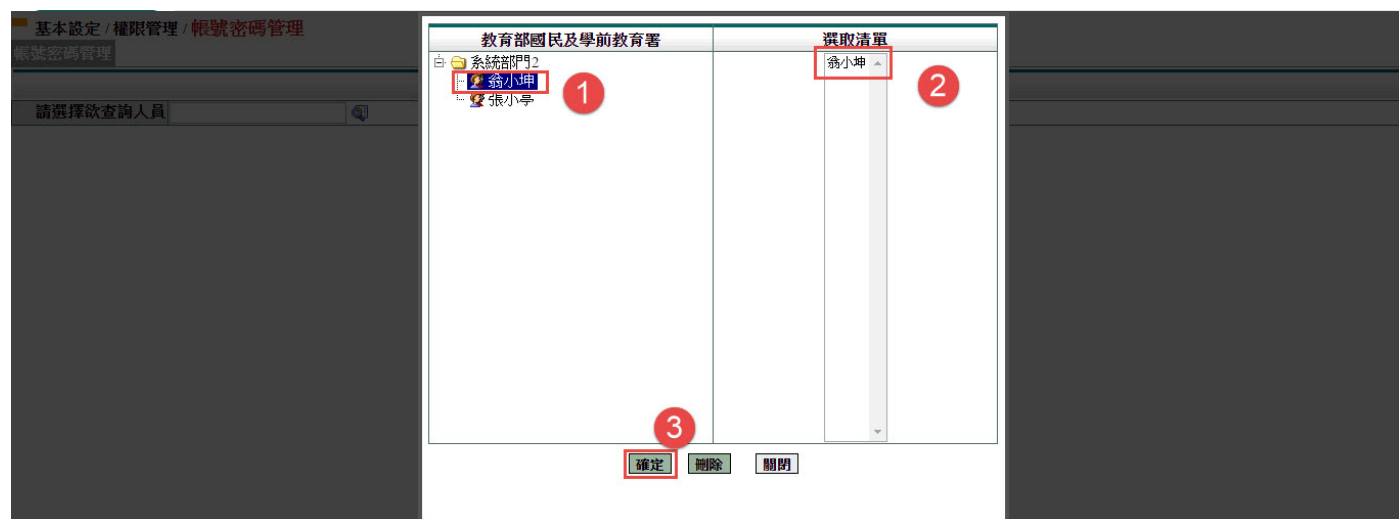 基本設定 / 權限管理 / 帳號密碼管理
帳號密碼管理
請選擇欲查詢人員
教育部國民及學前教育署
選取清單
系統部門2
翁小坤
張小亭
翁小坤
1
2
3
確定
刪除
關閉